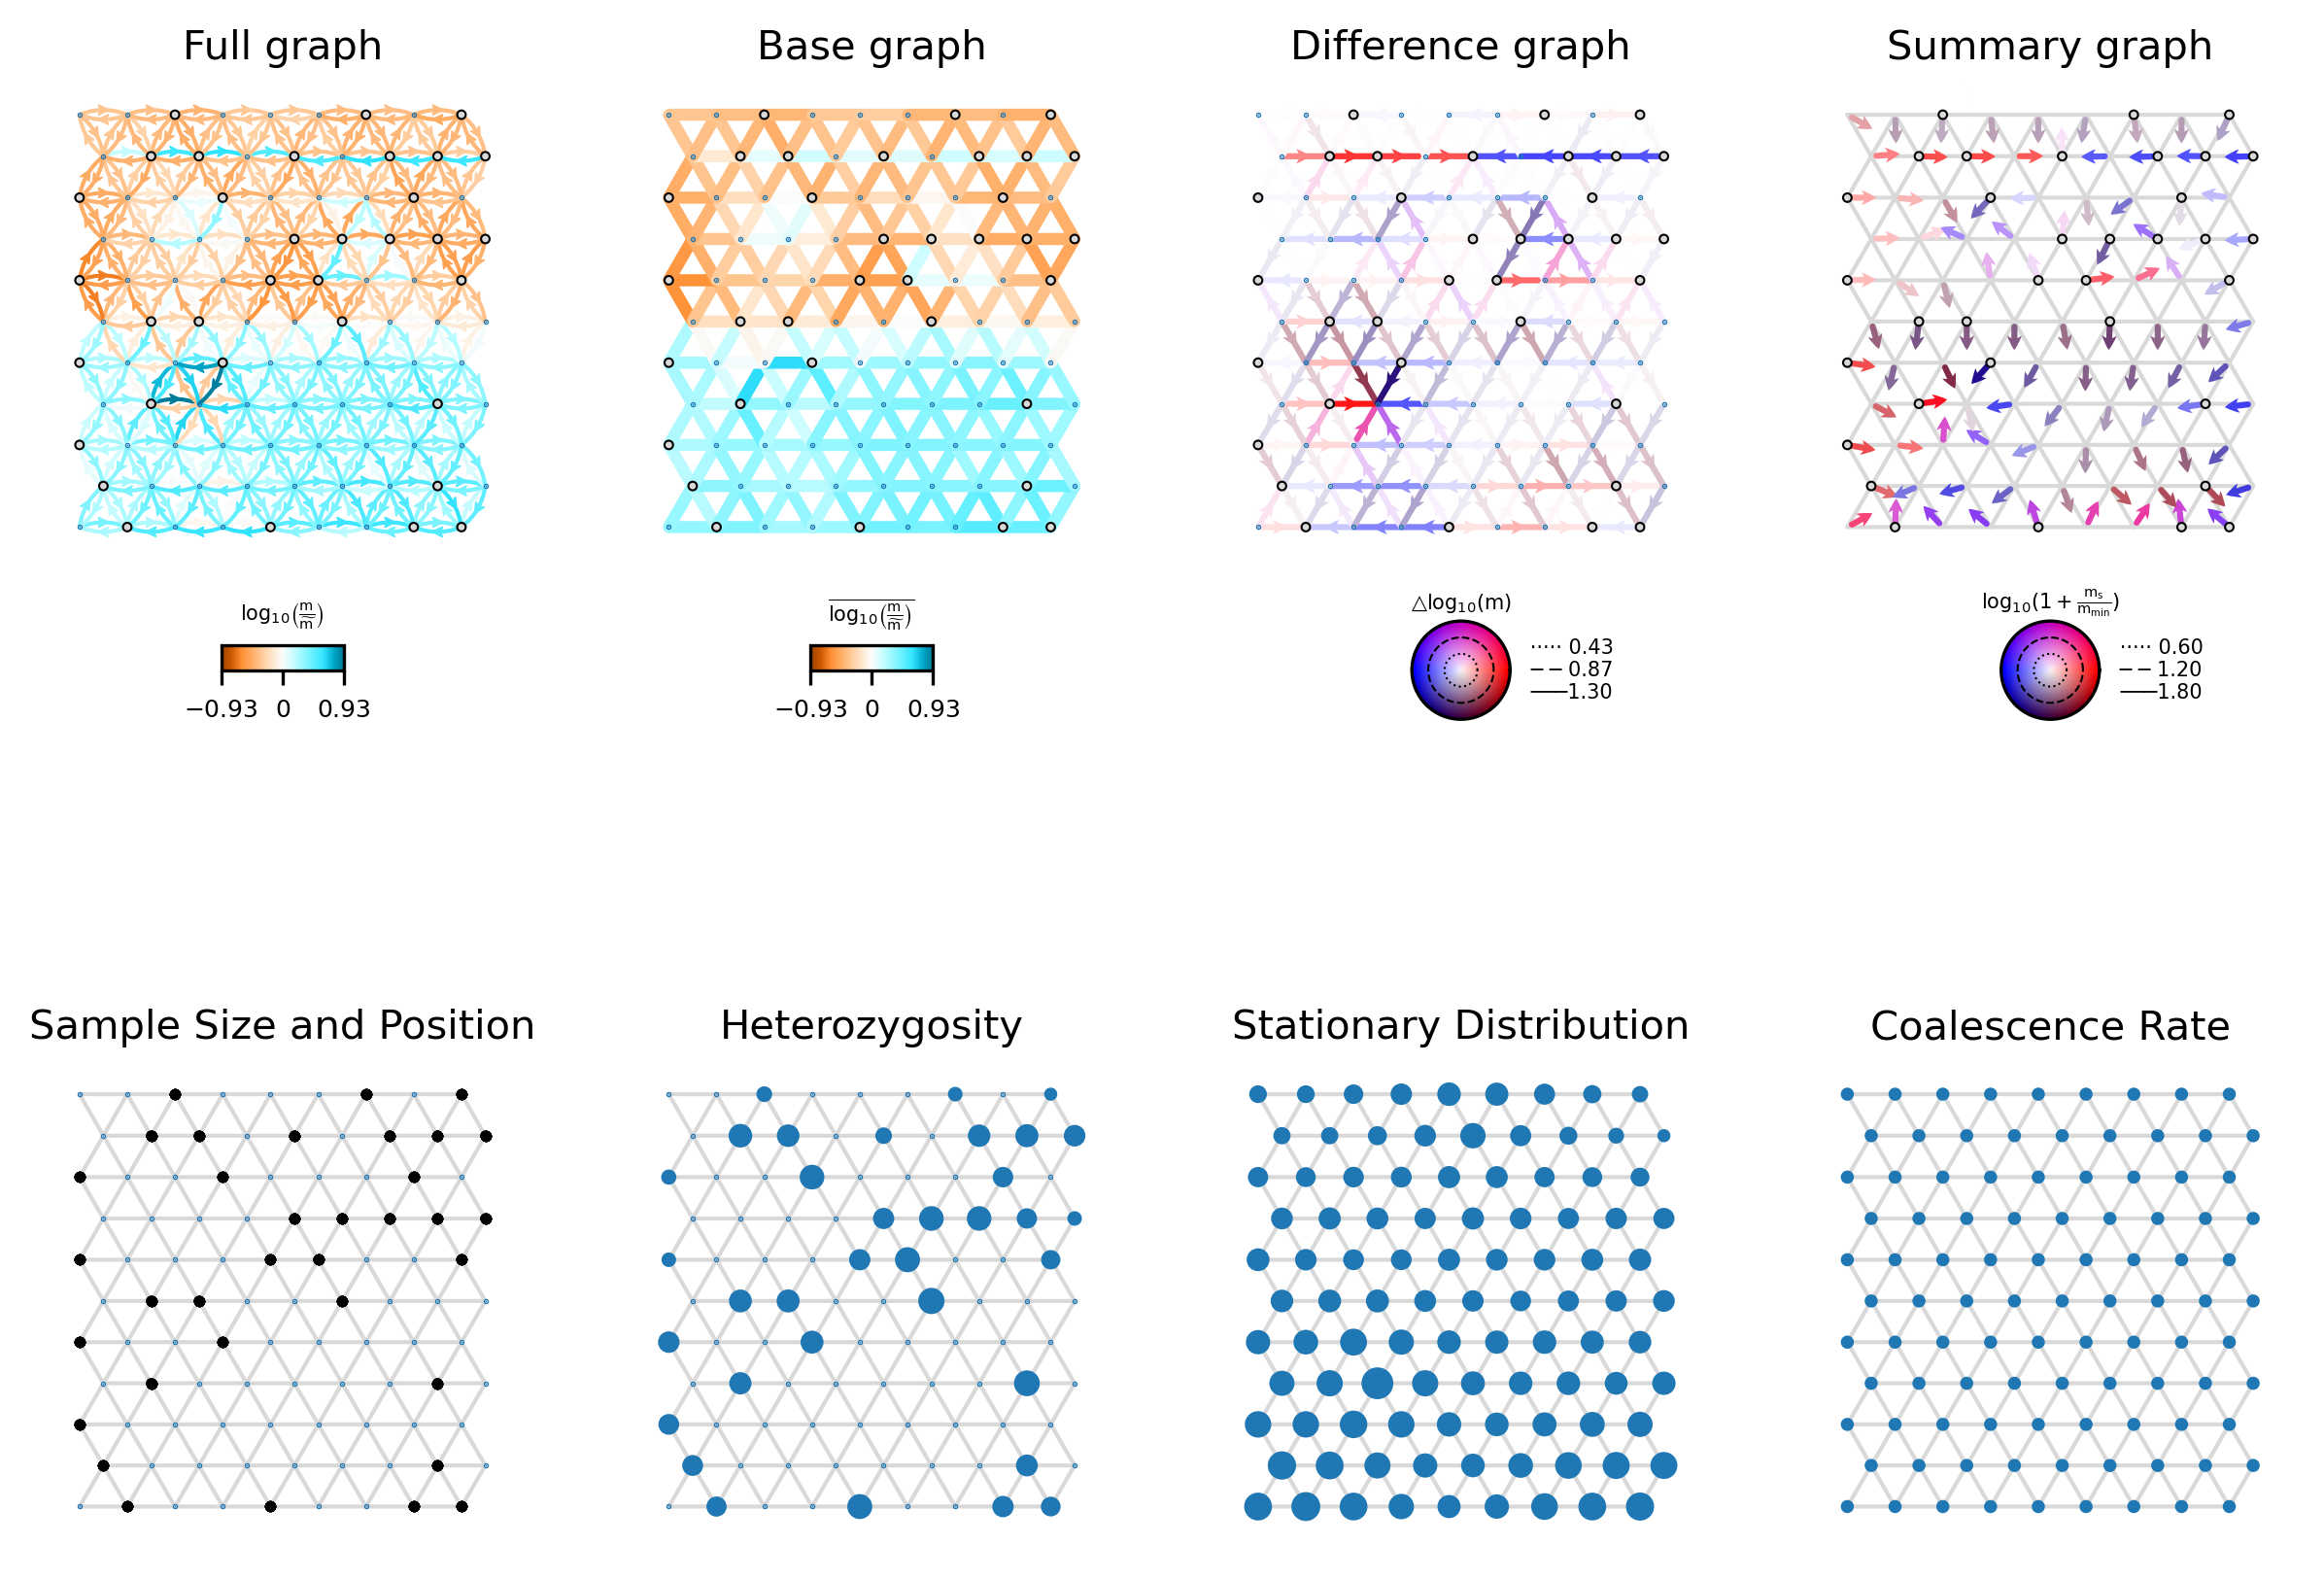 Full graph
Base graph
Difference graph
Summary graph
log₁₀(m/m̃)
−0.93 0 0.93
log₁₀(m/m̃)
−0.93 0 0.93
△log₁₀(m)
0.43
0.87
1.30
log₁₀(1 + mₛ/m_min)
0.60
1.20
1.80
Sample Size and Position
Heterozygosity
Stationary Distribution
Coalescence Rate